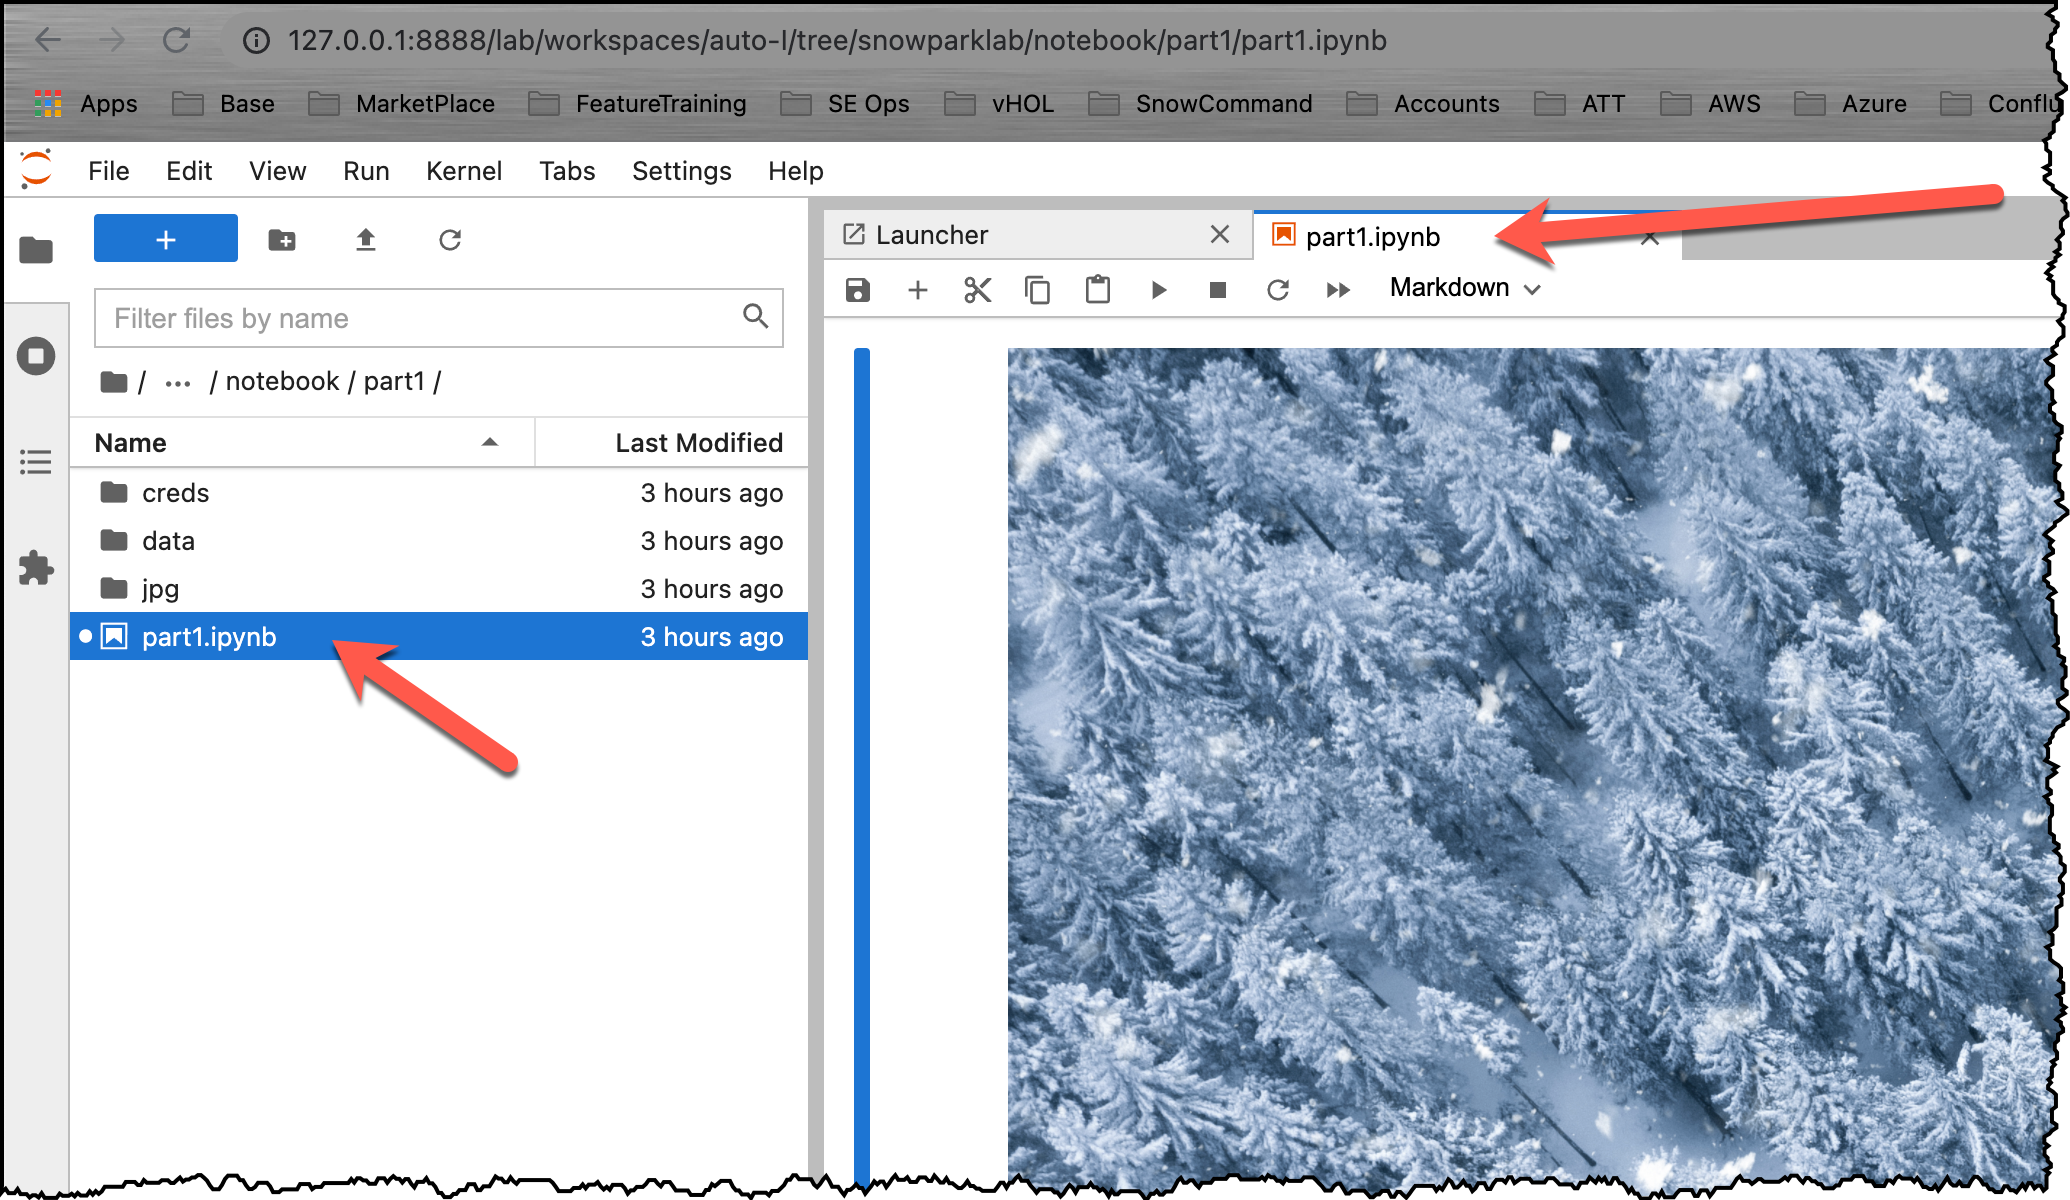 127.0.0.1:8888/lab/workspaces/auto-l/tree/snowparklab/notebook/part1/part1.ipynb
Apps Base MarketPlace FeatureTraining SE Ops vHOL SnowCommand Accounts ATT AWS Azure Conflu
File Edit View Run Kernel Tabs Settings Help
Launcher part1.ipynb
Markdown
Filter files by name
/ ... / notebook / part1 /
Name Last Modified
creds 3 hours ago
data 3 hours ago
jpg 3 hours ago
part1.ipynb 3 hours ago